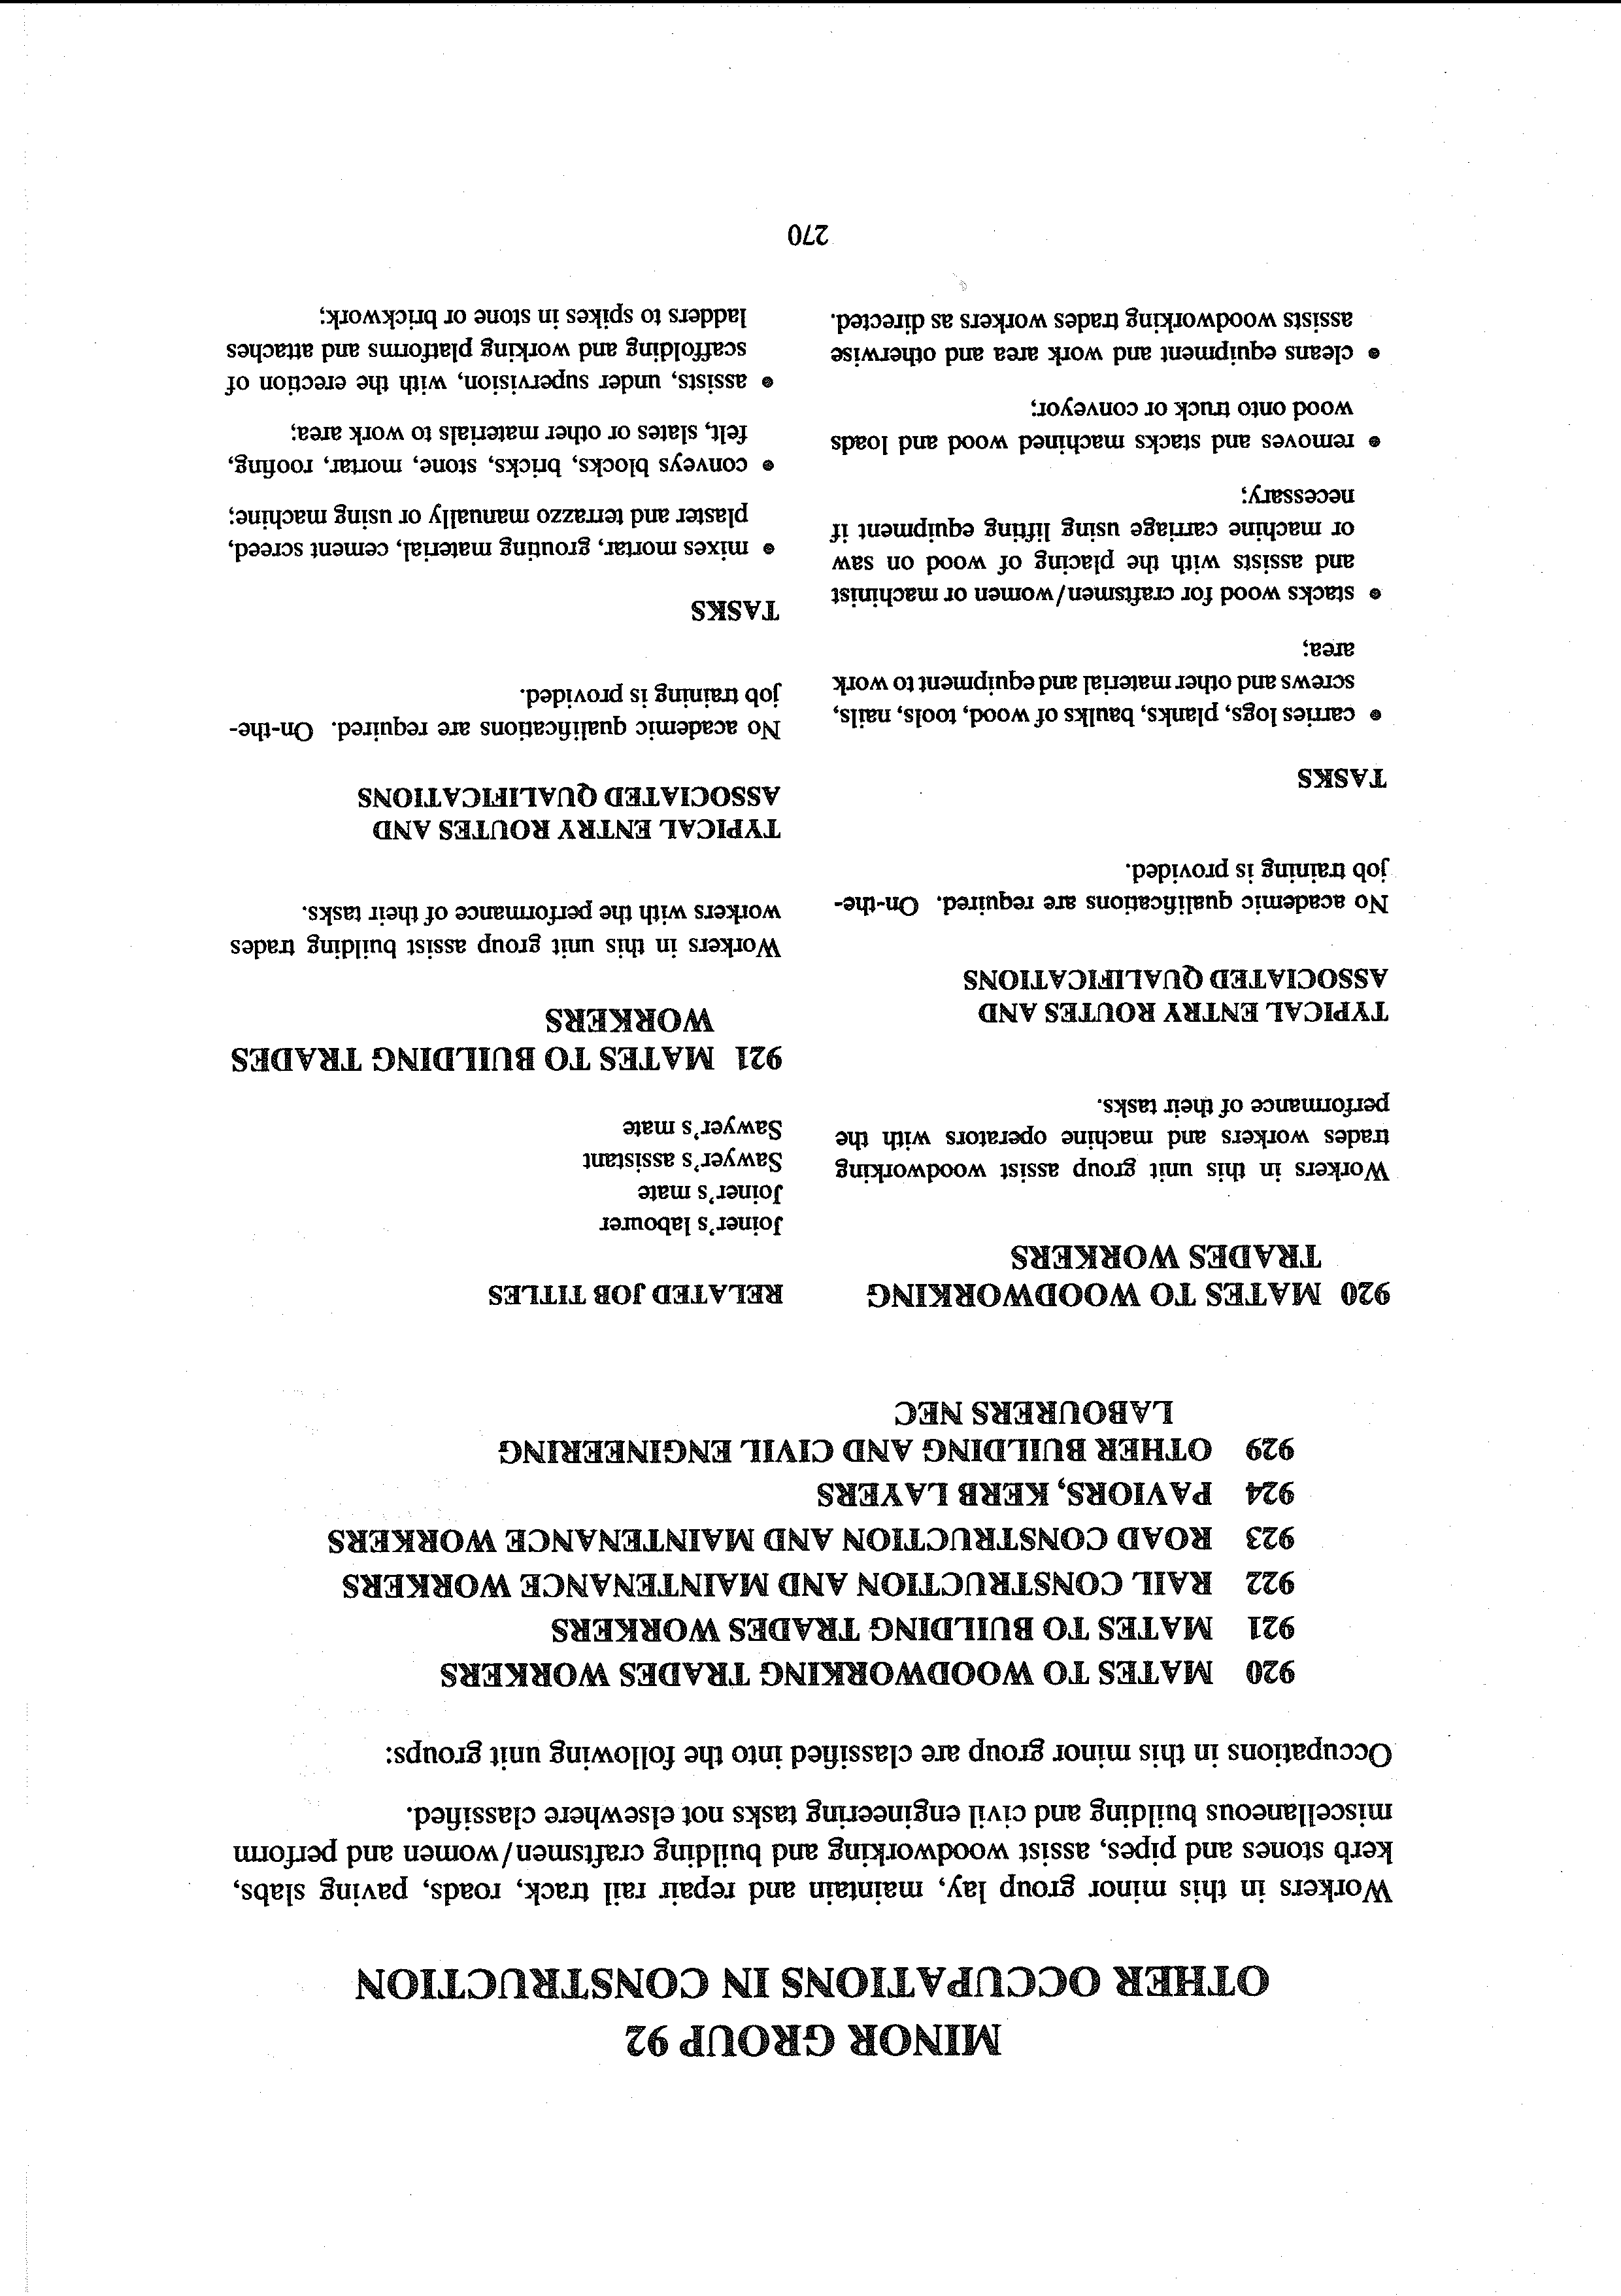 MINOR GROUP 92
OTHER OCCUPATIONS IN CONSTRUCTION
Workers in this minor group lay, maintain and repair rail track, roads, paving slabs,
kerb stones and pipes, assist woodworking and building craftsmen/women and perform
miscellaneous building and civil engineering tasks not elsewhere classified.
Occupations in this minor group are classified into the following unit groups:
920 MATES TO WOODWORKING TRADES WORKERS
921 MATES TO BUILDING TRADES WORKERS
922 RAIL CONSTRUCTION AND MAINTENANCE WORKERS
923 ROAD CONSTRUCTION AND MAINTENANCE WORKERS
924 PAVIORS, KERB LAYERS
929 OTHER BUILDING AND CIVIL ENGINEERING
LABOURERS NEC
920 MATES TO WOODWORKING
TRADES WORKERS
Workers in this unit group assist woodworking
trades workers and machine operators with the
performance of their tasks.
TYPICAL ENTRY ROUTES AND
ASSOCIATED QUALIFICATIONS
No academic qualifications are required. On-the-
job training is provided.
TASKS
● carries logs, planks, baulks of wood, tools, nails,
screws and other material and equipment to work
area;
● stacks wood for craftsmen/women or machinist
and assists with the placing of wood on saw
or machine carriage using lifting equipment if
necessary;
● removes and stacks machined wood and loads
wood onto truck or conveyor;
● cleans equipment and work area and otherwise
assists woodworking trades workers as directed.
RELATED JOB TITLES
Joiner's labourer
Joiner's mate
Sawyer's assistant
Sawyer's mate
921 MATES TO BUILDING TRADES
WORKERS
Workers in this unit group assist building trades
workers with the performance of their tasks.
TYPICAL ENTRY ROUTES AND
ASSOCIATED QUALIFICATIONS
No academic qualifications are required. On-the-
job training is provided.
TASKS
● mixes mortar, grouting material, cement screed,
plaster and terrazzo manually or using machine;
● conveys blocks, bricks, stone, mortar, roofing,
felt, slates or other materials to work area;
● assists, under supervision, with the erection of
scaffolding and working platforms and attaches
ladders to spikes in stone or brickwork;
270